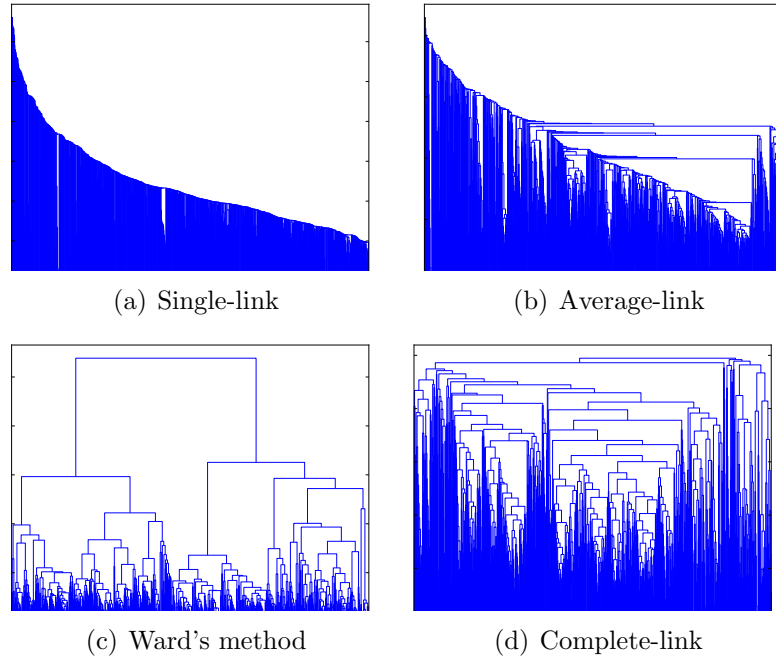 (a) Single-link
(b) Average-link
(c) Ward's method
(d) Complete-link